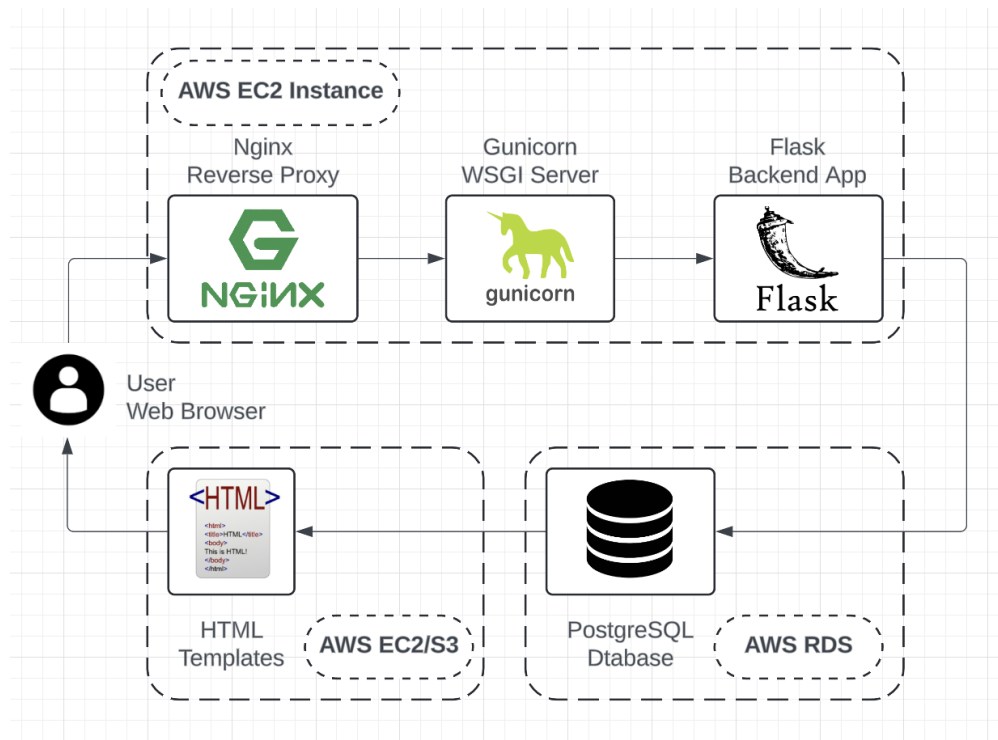 AWS EC2 Instance
Nginx
Reverse Proxy
Gunicorn
WSGI Server
Flask
Backend App
NGiNX
gunicorn
Flask
User
Web Browser
<HTML>
<html>
<title>HTML</title>
<body>
This is HTML!
</body>
</html>
HTML
Templates
AWS EC2/S3
PostgreSQL
Dtabase
AWS RDS